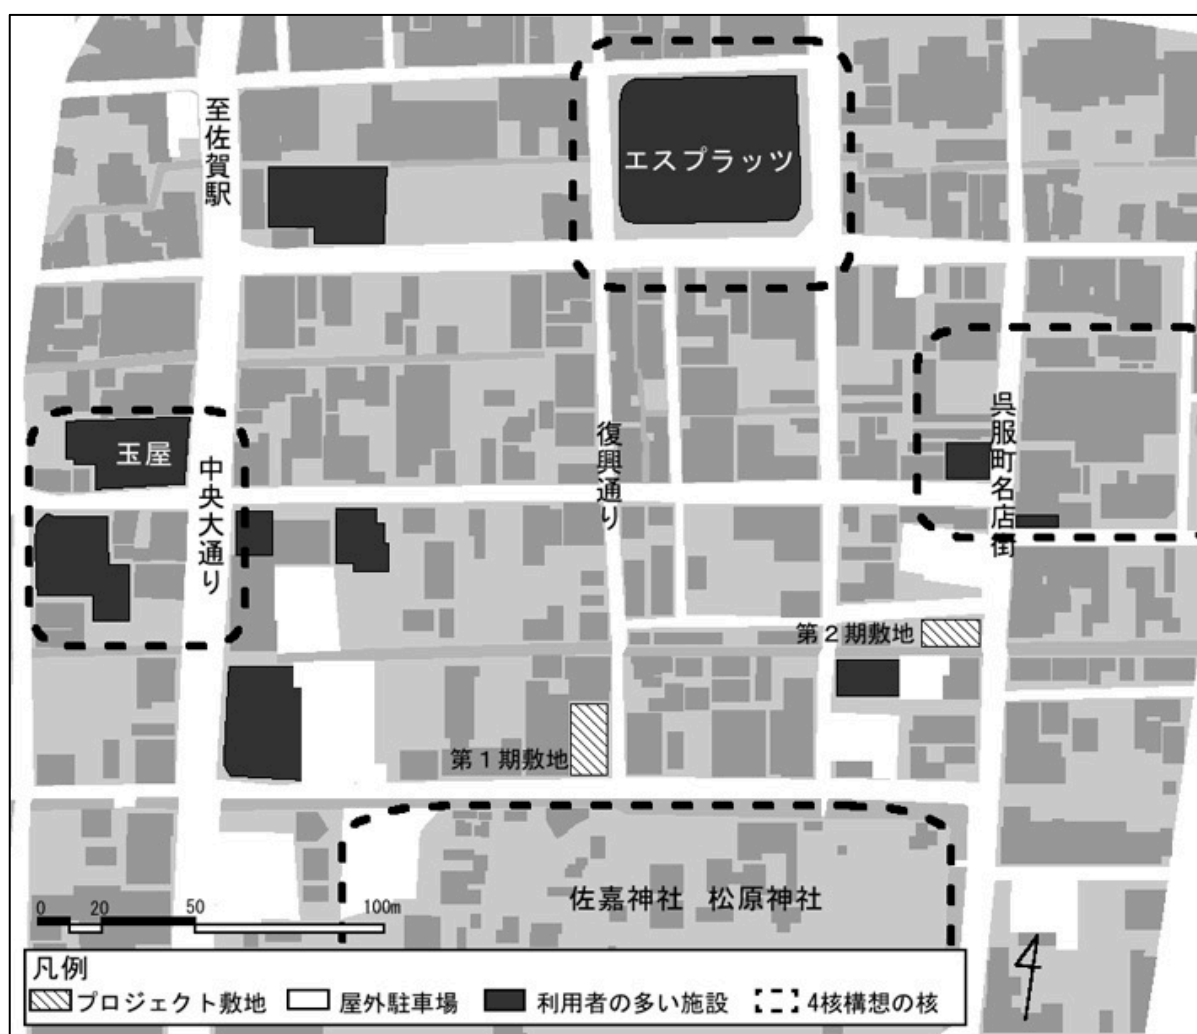 至佐賀駅
エスプラッツ
玉屋
中央大通り
復興通り
呉服町名店街
第2期敷地
第1期敷地
佐嘉神社 松原神社
0 20 50 100m
凡例
プロジェクト敷地 屋外駐車場 利用者の多い施設 4核構想の核